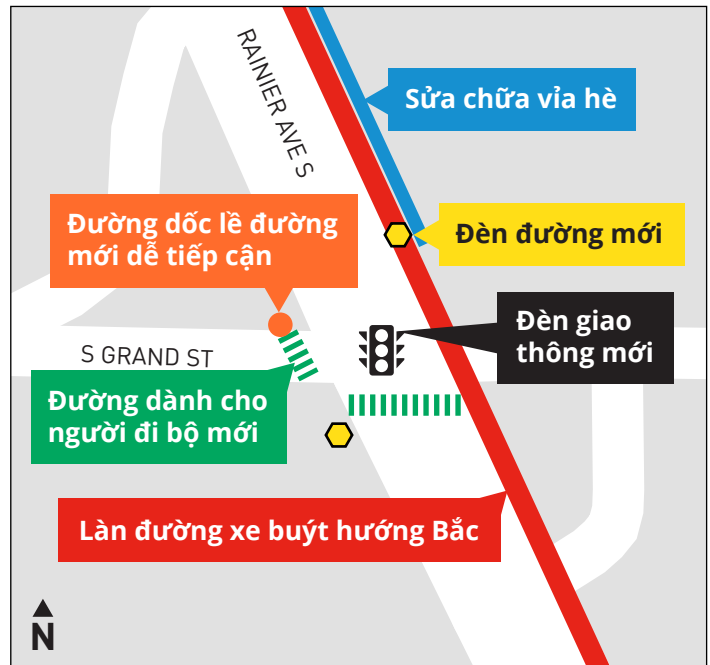 RAINIER AVE S
Sửa chữa vỉa hè
Đường dốc lề đường
mới dễ tiếp cận
Đèn đường mới
Đèn giao
thông mới
S GRAND ST
Đường dành cho
người đi bộ mới
Làn đường xe buýt hướng Bắc
N